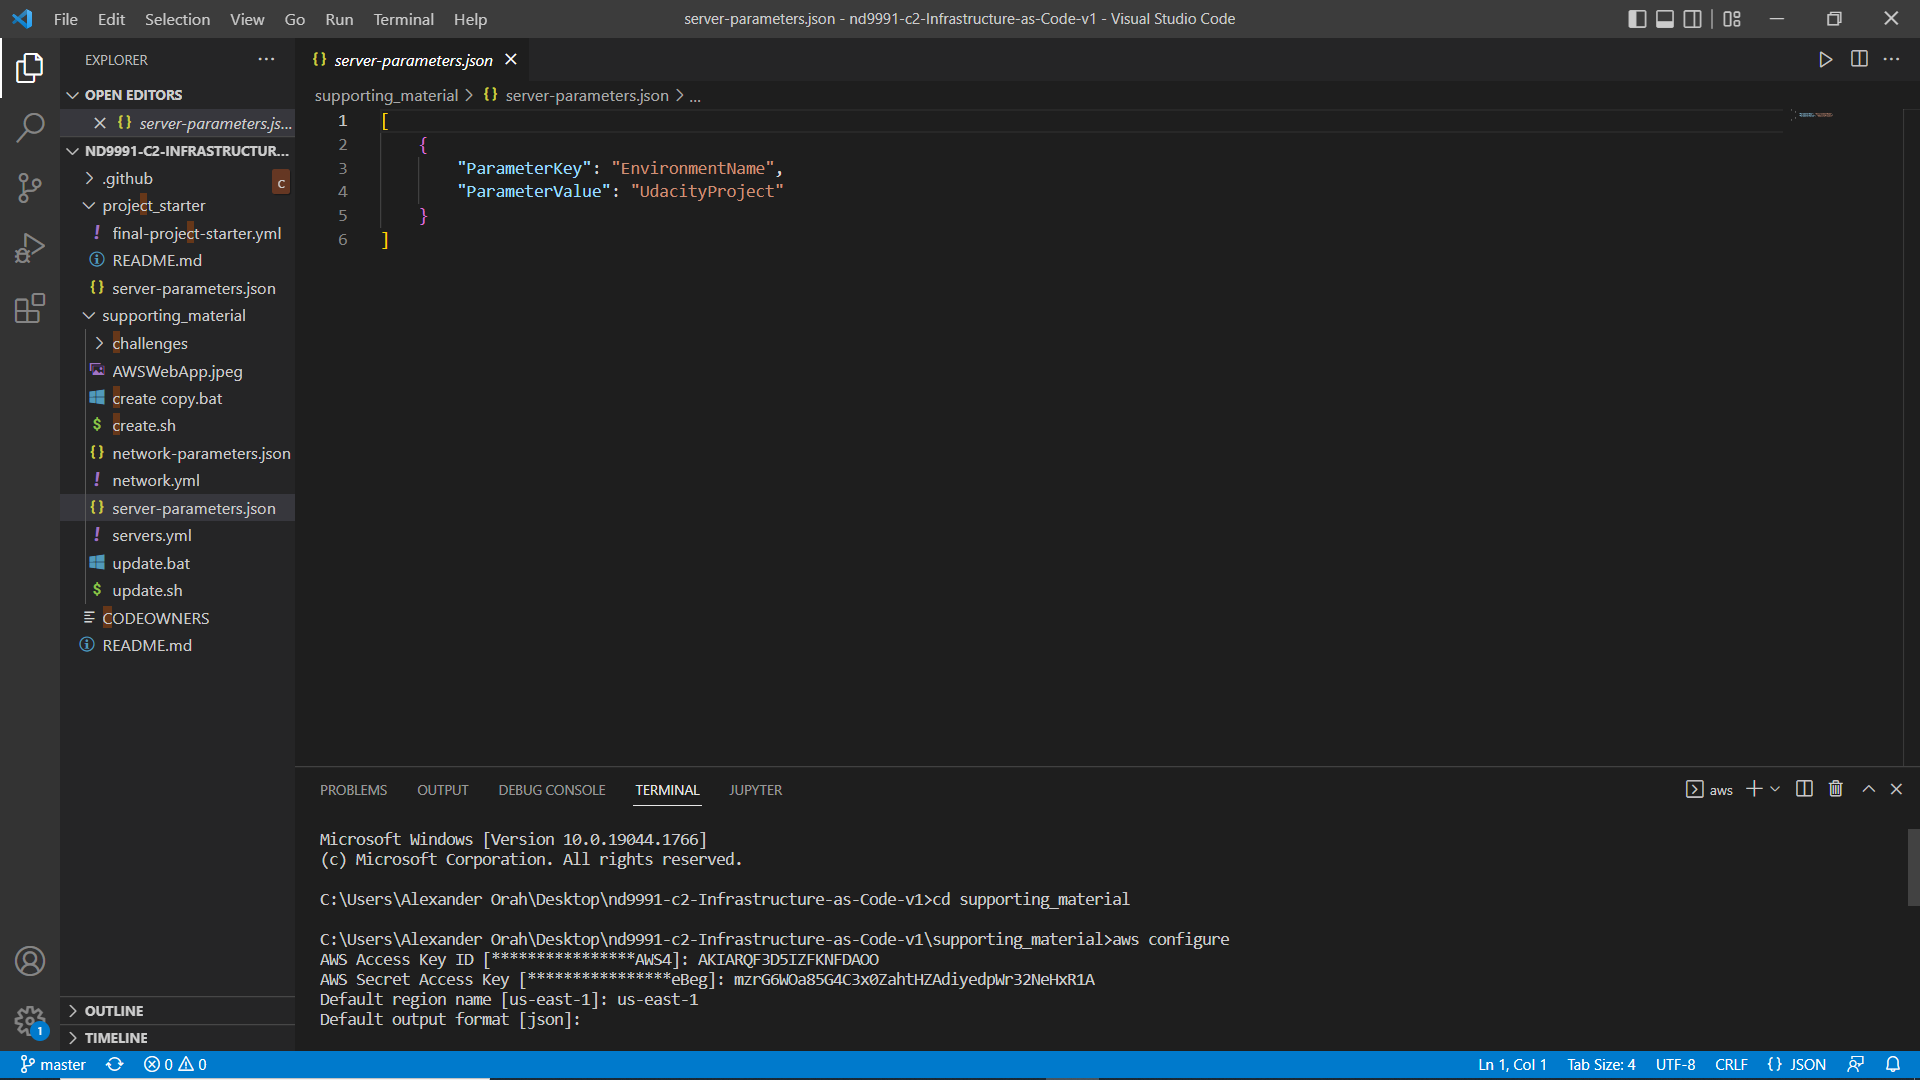 File Edit Selection View Go Run Terminal Help
server-parameters.json - nd9991-c2-Infrastructure-as-Code-v1 - Visual Studio Code
EXPLORER
OPEN EDITORS
server-parameters.js...
ND9991-C2-INFRASTRUCTUR...
.github
c
project_starter
final-project-starter.yml
README.md
server-parameters.json
supporting_material
challenges
AWSWebApp.jpeg
create copy.bat
create.sh
network-parameters.json
network.yml
server-parameters.json
servers.yml
update.bat
update.sh
CODEOWNERS
README.md
OUTLINE
TIMELINE
server-parameters.json
supporting_material > {} server-parameters.json > ...
1 [
2 {
3 "ParameterKey": "EnvironmentName",
4 "ParameterValue": "UdacityProject"
5 }
6 ]
PROBLEMS OUTPUT DEBUG CONSOLE TERMINAL JUPYTER
aws
Microsoft Windows [Version 10.0.19044.1766]
(c) Microsoft Corporation. All rights reserved.
C:\Users\Alexander Orah\Desktop\nd9991-c2-Infrastructure-as-Code-v1>cd supporting_material
C:\Users\Alexander Orah\Desktop\nd9991-c2-Infrastructure-as-Code-v1\supporting_material>aws configure
AWS Access Key ID [****************AWS4]: [credential redacted]
AWS Secret Access Key [****************eBeg]: [credential redacted]
Default region name [us-east-1]: us-east-1
Default output format [json]:
1
master 0 0
Ln 1, Col 1 Tab Size: 4 UTF-8 CRLF {} JSON